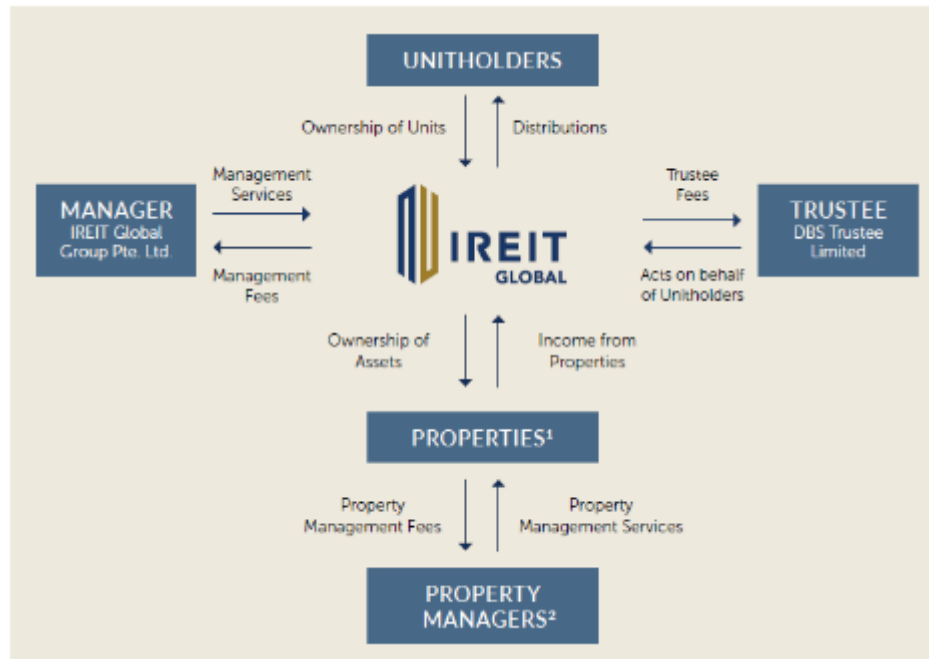 UNITHOLDERS
Ownership of Units
Distributions
Management
Services
Trustee
Fees
MANAGER
IREIT Global
Group Pte. Ltd.
IREIT
GLOBAL
TRUSTEE
DBS Trustee
Limited
Management
Fees
Acts on behalf
of Unitholders
Ownership of
Assets
Income from
Properties
PROPERTIES¹
Property
Management Fees
Property
Management Services
PROPERTY
MANAGERS²